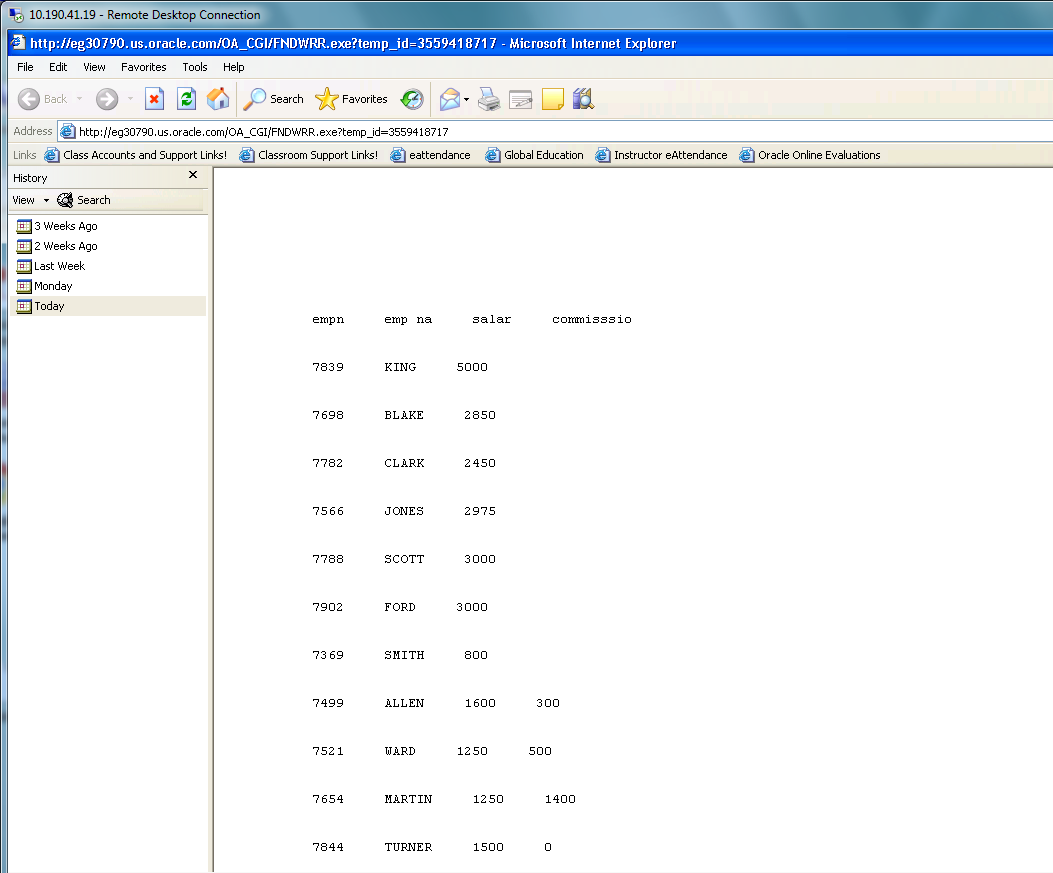 10.190.41.19 - Remote Desktop Connection
http://eg30790.us.oracle.com/OA_CGI/FNDWRR.exe?temp_id=3559418717 - Microsoft Internet Explorer
File Edit View Favorites Tools Help
Back Search Favorites
Address http://eg30790.us.oracle.com/OA_CGI/FNDWRR.exe?temp_id=3559418717
Links Class Accounts and Support Links! Classroom Support Links! eattendance Global Education Instructor eAttendance Oracle Online Evaluations
History
View Search
3 Weeks Ago
2 Weeks Ago
Last Week
Monday
Today
empn emp na salar commisssio
7839 KING 5000
7698 BLAKE 2850
7782 CLARK 2450
7566 JONES 2975
7788 SCOTT 3000
7902 FORD 3000
7369 SMITH 800
7499 ALLEN 1600 300
7521 WARD 1250 500
7654 MARTIN 1250 1400
7844 TURNER 1500 0